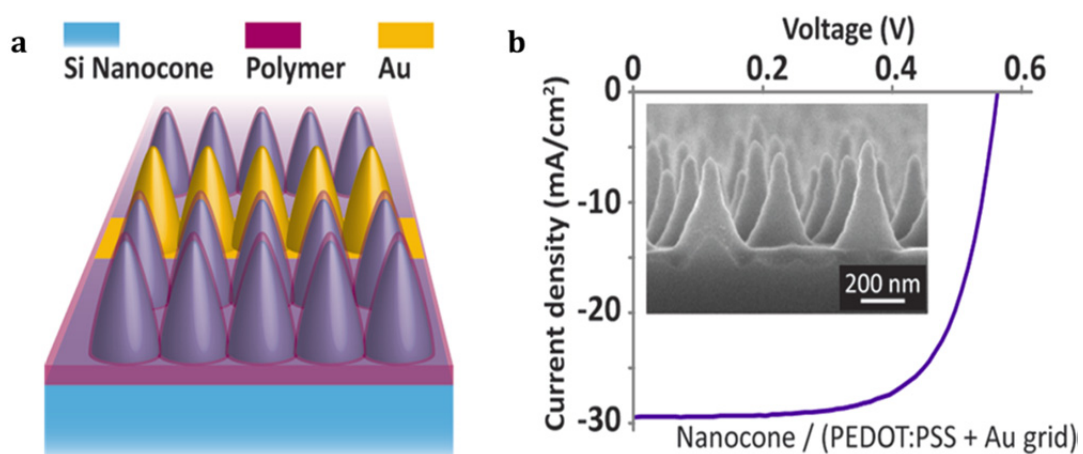 a
Si Nanocone Polymer Au
b
Voltage (V)
0 0.2 0.4 0.6
Current density (mA/cm²)
0
-10
-20
-30
200 nm
Nanocone / (PEDOT:PSS + Au grid)